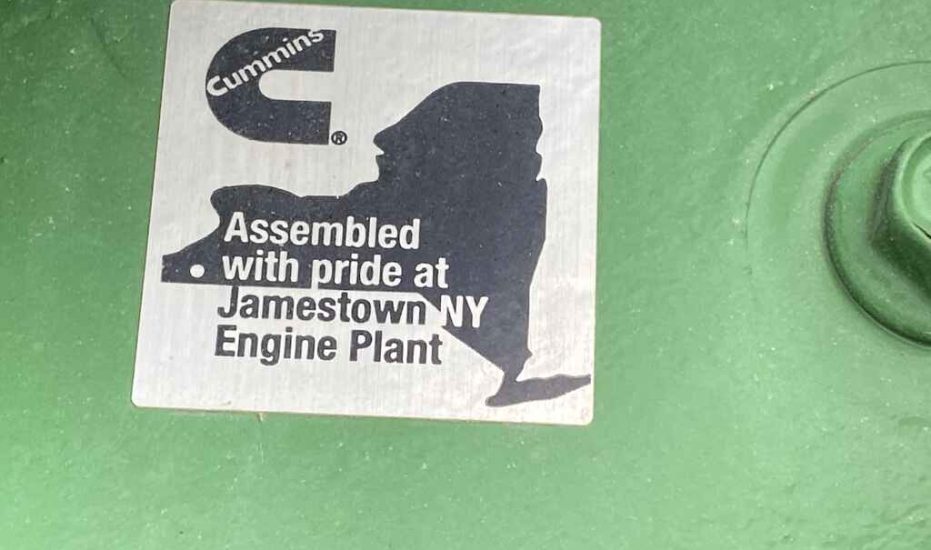 Cummins
®
Assembled
with pride at
Jamestown NY
Engine Plant